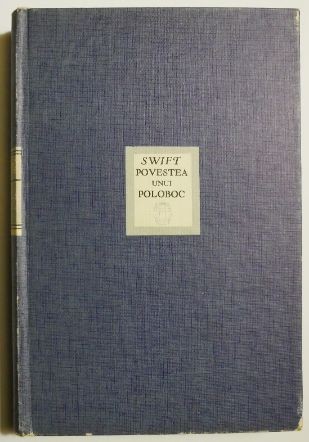 SWIFT
POVESTEA
UNUI
POLOBOC